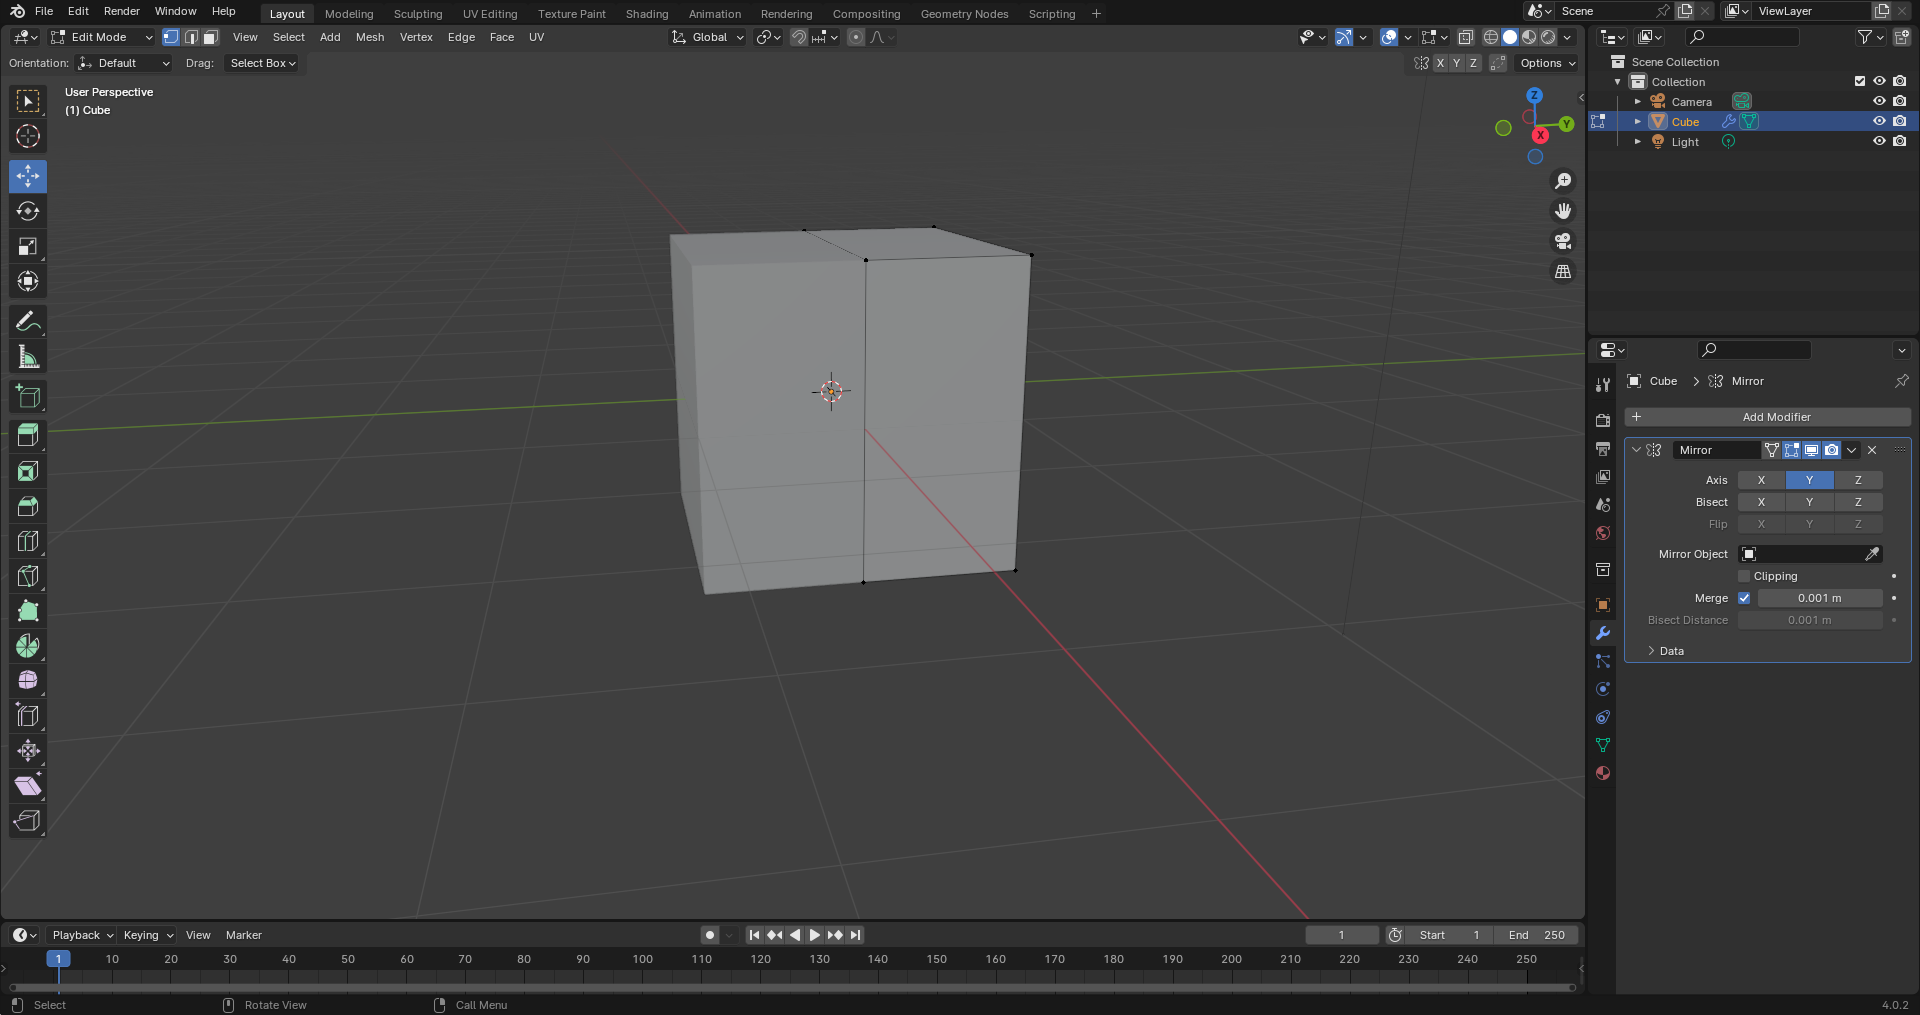 File Edit Render Window Help Layout Modeling Sculpting UV Editing Texture Paint Shading Animation Rendering Compositing Geometry Nodes Scripting + Scene ViewLayer
Edit Mode View Select Add Mesh Vertex Edge Face UV Global
Orientation: Default Drag: Select Box X Y Z Options
User Perspective
(1) Cube
Z
Y
X
Scene Collection
Collection
Camera
Cube
Light
Cube > Mirror
+ Add Modifier
Mirror
Axis X Y Z
Bisect X Y Z
Flip X Y Z
Mirror Object
Clipping
Merge 0.001 m
Bisect Distance 0.001 m
Data
Playback Keying View Marker 1 Start 1 End 250
1 10 20 30 40 50 60 70 80 90 100 110 120 130 140 150 160 170 180 190 200 210 220 230 240 250
Select Rotate View Call Menu 4.0.2